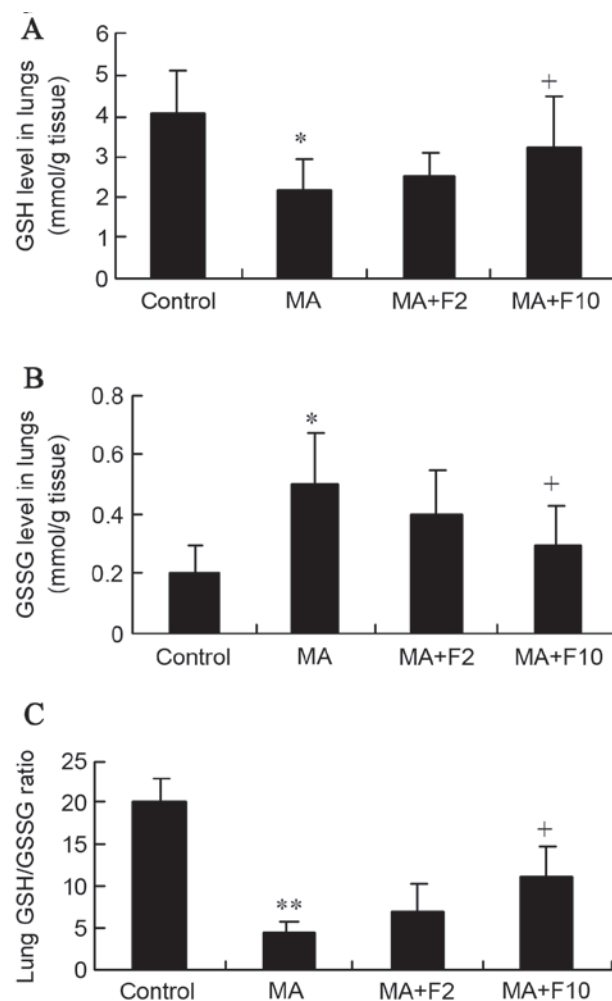 A
GSH level in lungs
(mmol/g tissue)
6
5
4
3
2
1
0
*
+
Control MA MA+F2 MA+F10
B
GSSG level in lungs
(mmol/g tissue)
0.8
0.6
0.4
0.2
0
*
+
Control MA MA+F2 MA+F10
C
Lung GSH/GSSG ratio
25
20
15
10
5
0
**
+
Control MA MA+F2 MA+F10